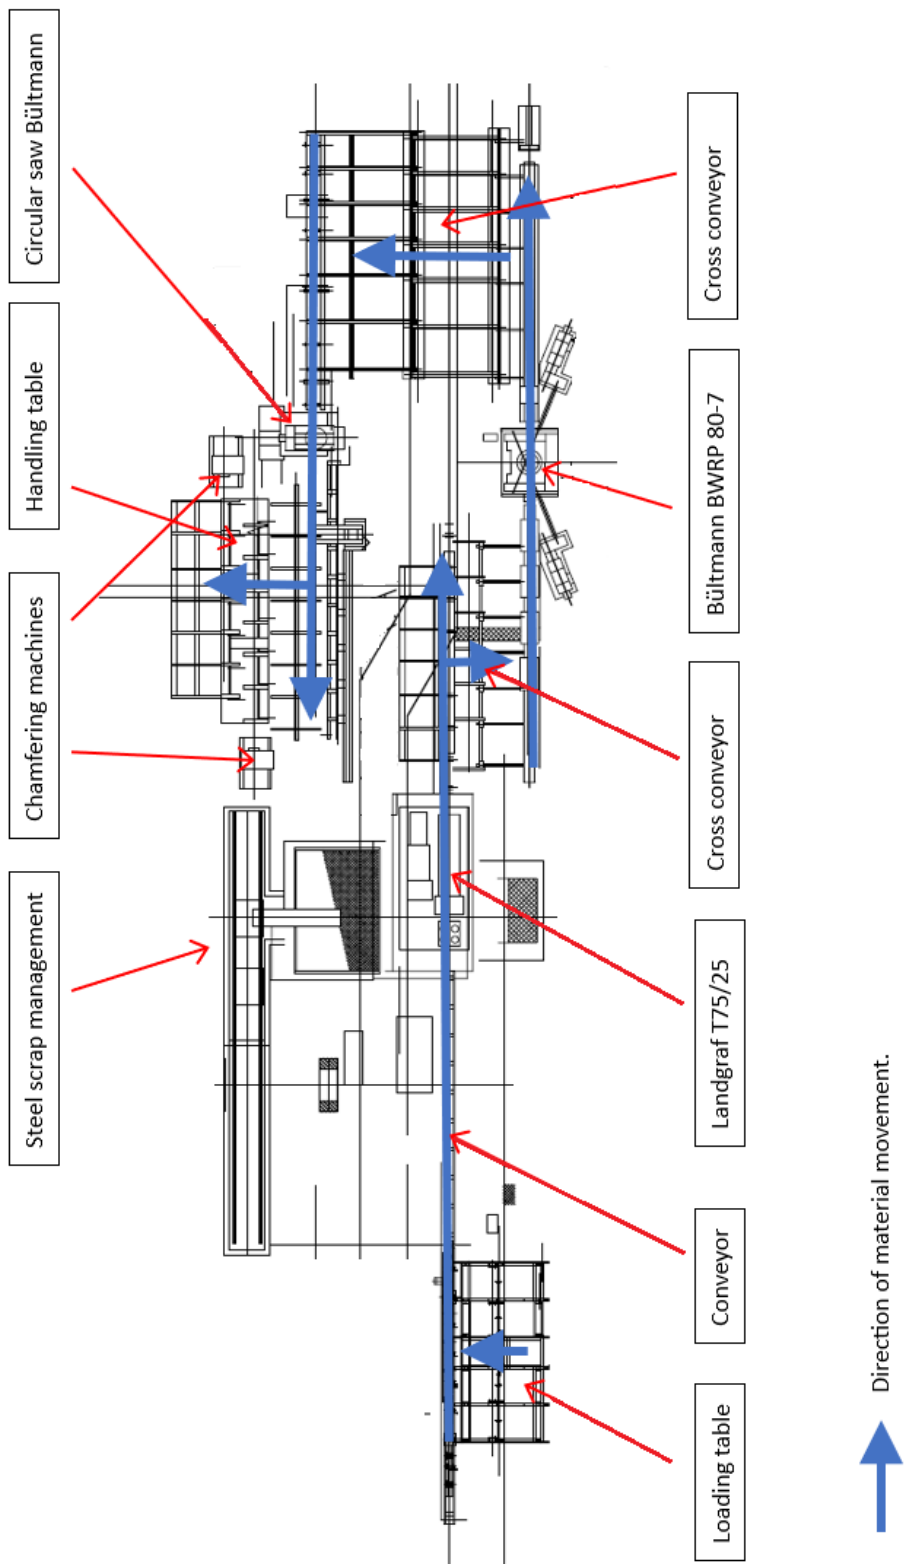 Steel scrap management
Chamfering machines
Handling table
Circular saw Bültmann
Loading table
Conveyor
Landgraf T75/25
Cross conveyor
Bültmann BWRP 80-7
Cross conveyor
Direction of material movement.